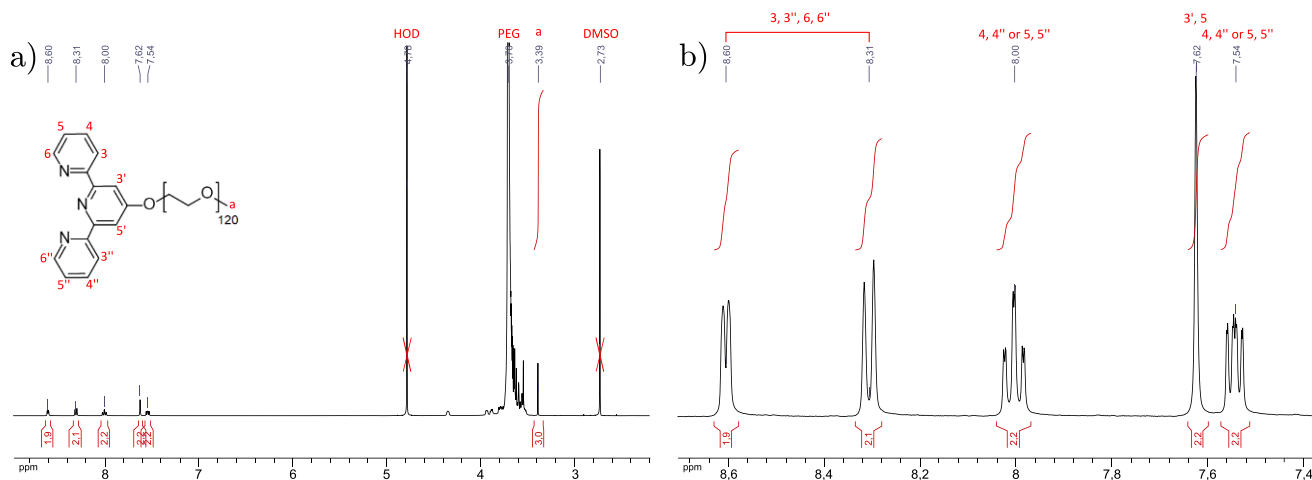 a)
HOD
PEG
a
DMSO
8,60
8,31
8,00
7,62
7,54
4,78
3,70
3,39
2,73
5
4
6
3
N
3'
N
O
O
a
120
5'
N
6''
3''
5''
4''
1,9
2,1
2,2
2,2
2,2
3,0
ppm
8
7
6
5
4
3
b)
3, 3'', 6, 6''
4, 4'' or 5, 5''
3', 5
4, 4'' or 5, 5''
8,60
8,31
8,00
7,62
7,54
1,9
2,1
2,2
2,2
2,2
ppm
8,6
8,4
8,2
8
7,8
7,6
7,4